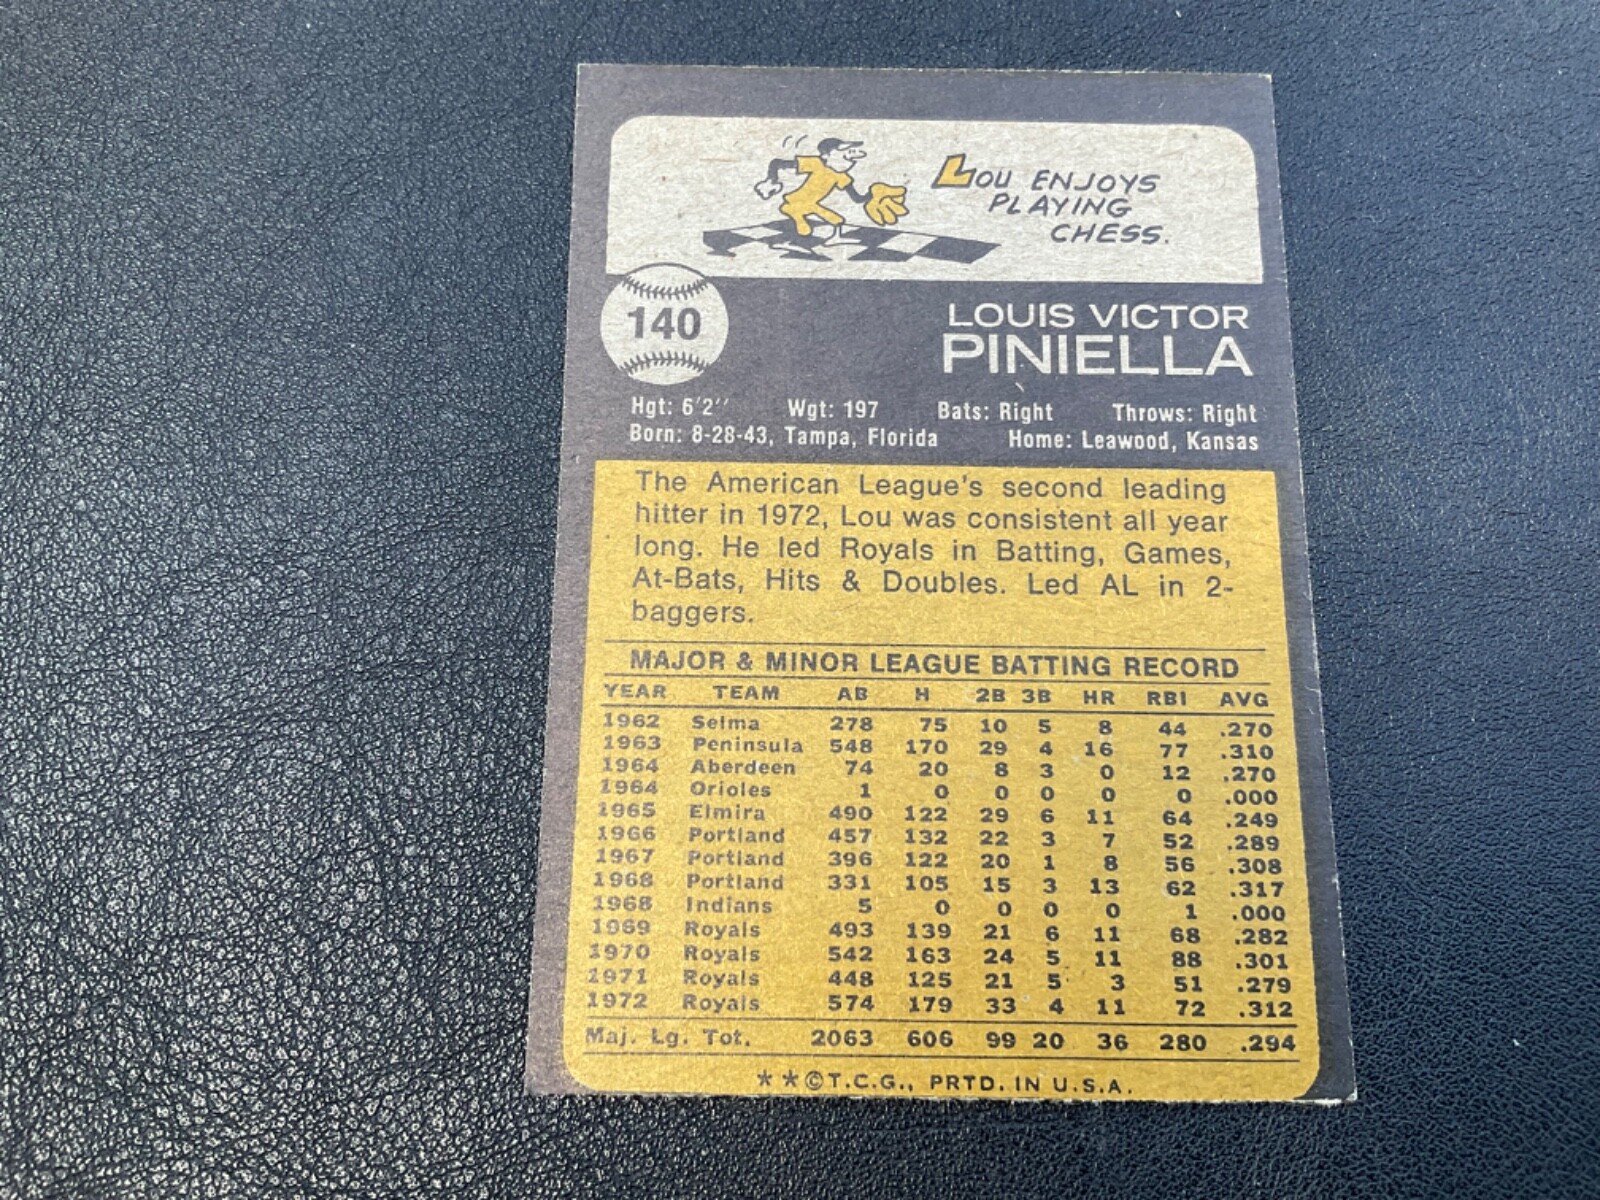 LOU ENJOYS
PLAYING
CHESS.
140
LOUIS VICTOR
PINIELLA
Hgt: 6'2'' Wgt: 197 Bats: Right Throws: Right
Born: 8-28-43, Tampa, Florida Home: Leawood, Kansas
The American League's second leading
hitter in 1972, Lou was consistent all year
long. He led Royals in Batting, Games,
At-Bats, Hits & Doubles. Led AL in 2-
baggers.
MAJOR & MINOR LEAGUE BATTING RECORD
YEAR TEAM AB H 2B 3B HR RBI AVG
1962 Selma 278 75 10 5 8 44 .270
1963 Peninsula 548 170 29 4 16 77 .310
1964 Aberdeen 74 20 8 3 0 12 .270
1964 Orioles 1 0 0 0 0 0 .000
1965 Elmira 490 122 29 6 11 64 .249
1966 Portland 457 132 22 3 7 52 .289
1967 Portland 396 122 20 1 8 56 .308
1968 Portland 331 105 15 3 13 62 .317
1968 Indians 5 0 0 0 0 1 .000
1969 Royals 493 139 21 6 11 68 .282
1970 Royals 542 163 24 5 11 88 .301
1971 Royals 448 125 21 5 3 51 .279
1972 Royals 574 179 33 4 11 72 .312
Maj. Lg. Tot. 2063 606 99 20 36 280 .294
**©T.C.G., PRTD. IN U.S.A.